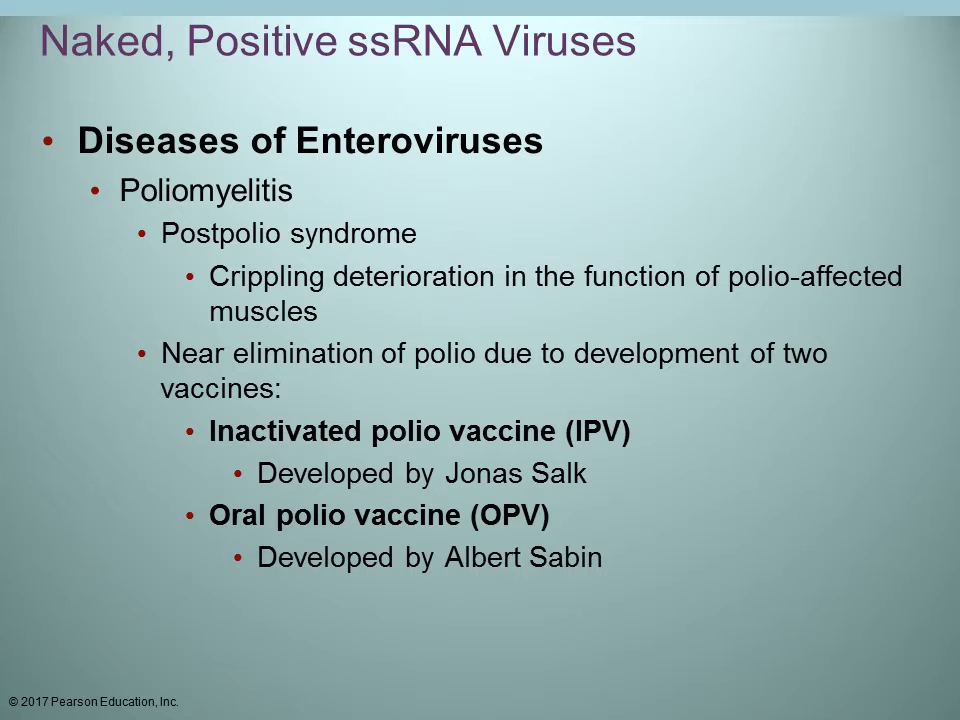 Naked, Positive ssRNA Viruses
• Diseases of Enteroviruses
• Poliomyelitis
• Postpolio syndrome
• Crippling deterioration in the function of polio-affected
muscles
• Near elimination of polio due to development of two
vaccines:
• Inactivated polio vaccine (IPV)
• Developed by Jonas Salk
• Oral polio vaccine (OPV)
• Developed by Albert Sabin
© 2017 Pearson Education, Inc.